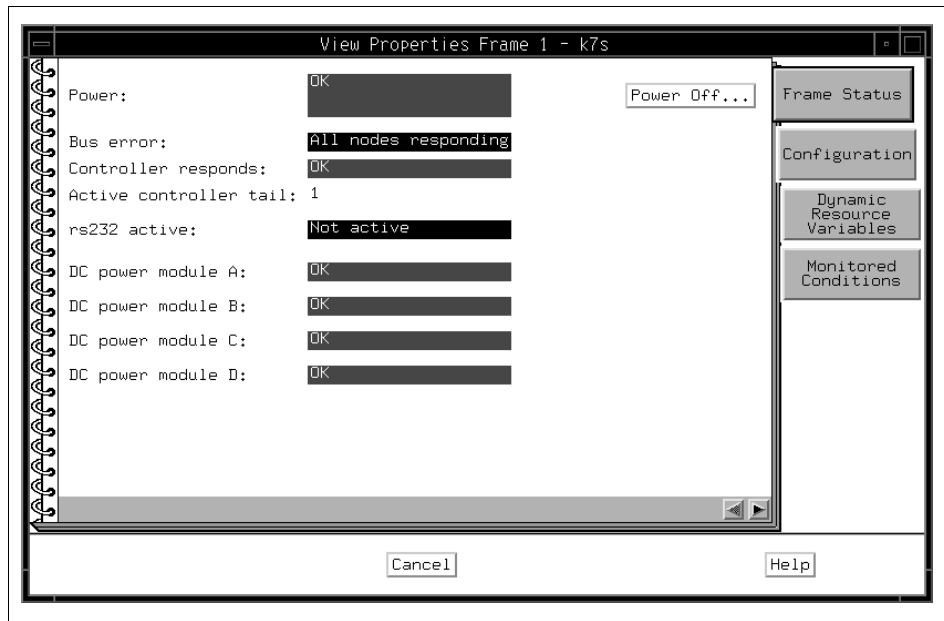 View Properties Frame 1 - k7s
Power:
OK
Power Off...
Bus error:
All nodes responding
Controller responds:
OK
Active controller tail:
1
rs232 active:
Not active
DC power module A:
OK
DC power module B:
OK
DC power module C:
OK
DC power module D:
OK
Frame Status
Configuration
Dynamic
Resource
Variables
Monitored
Conditions
Cancel
Help